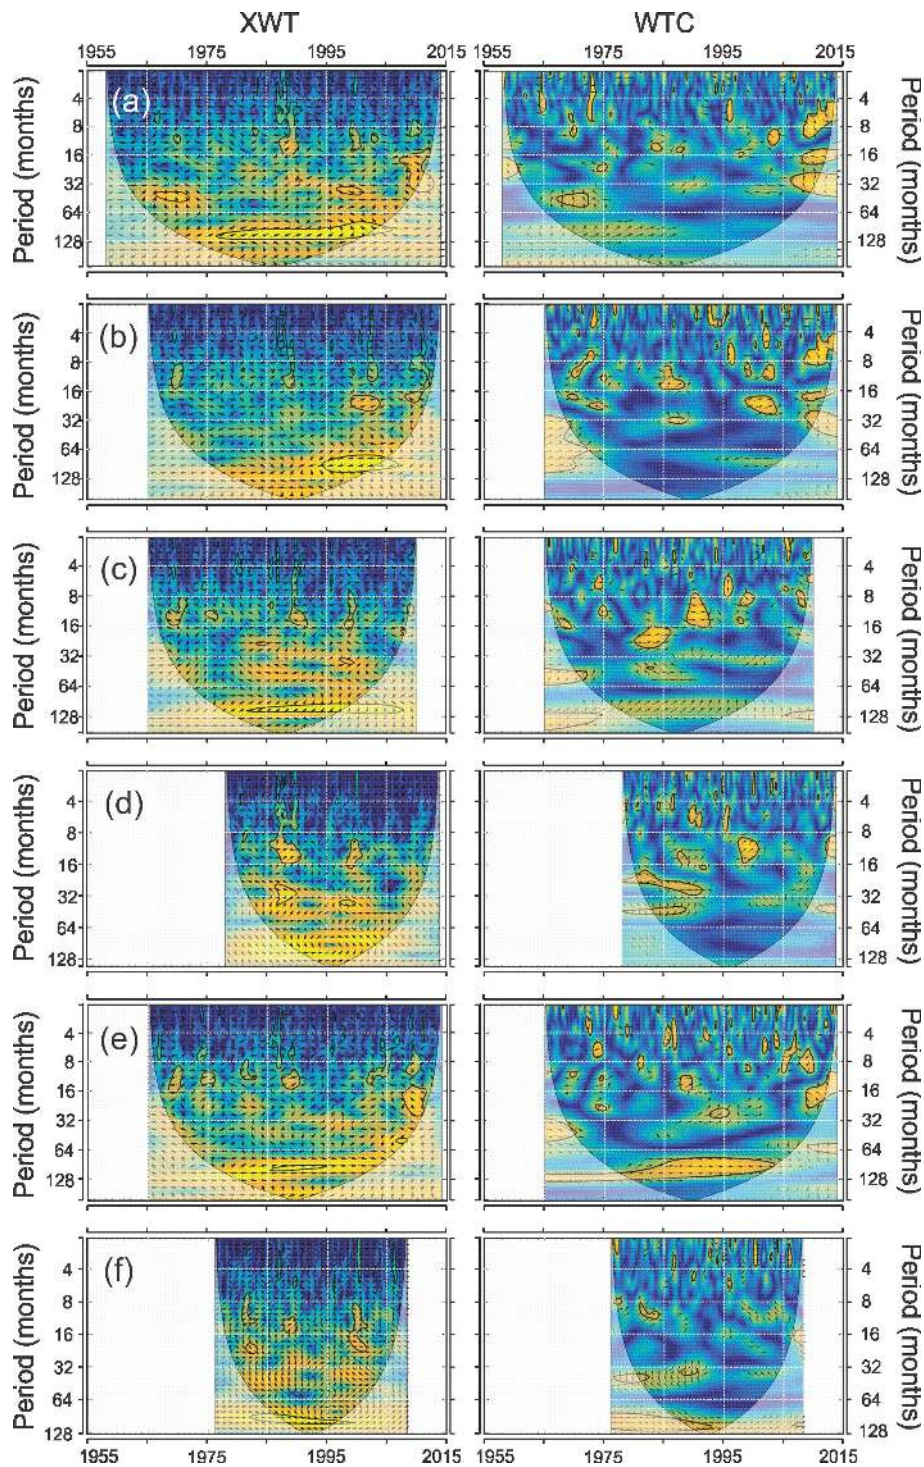 XWT WTC
1955 1975 1995 2015 1955 1975 1995 2015
Period (months) 4 8 16 32 64 128 (a) 4 8 16 32 64 128 Period (months)
Period (months) 4 8 16 32 64 128 (b) 4 8 16 32 64 128 Period (months)
Period (months) 4 8 16 32 64 128 (c) 4 8 16 32 64 128 Period (months)
Period (months) 4 8 16 32 64 128 (d) 4 8 16 32 64 128 Period (months)
Period (months) 4 8 16 32 64 128 (e) 4 8 16 32 64 128 Period (months)
Period (months) 4 8 16 32 64 128 (f) 4 8 16 32 64 128 Period (months)
1955 1975 1995 2015 1955 1975 1995 2015